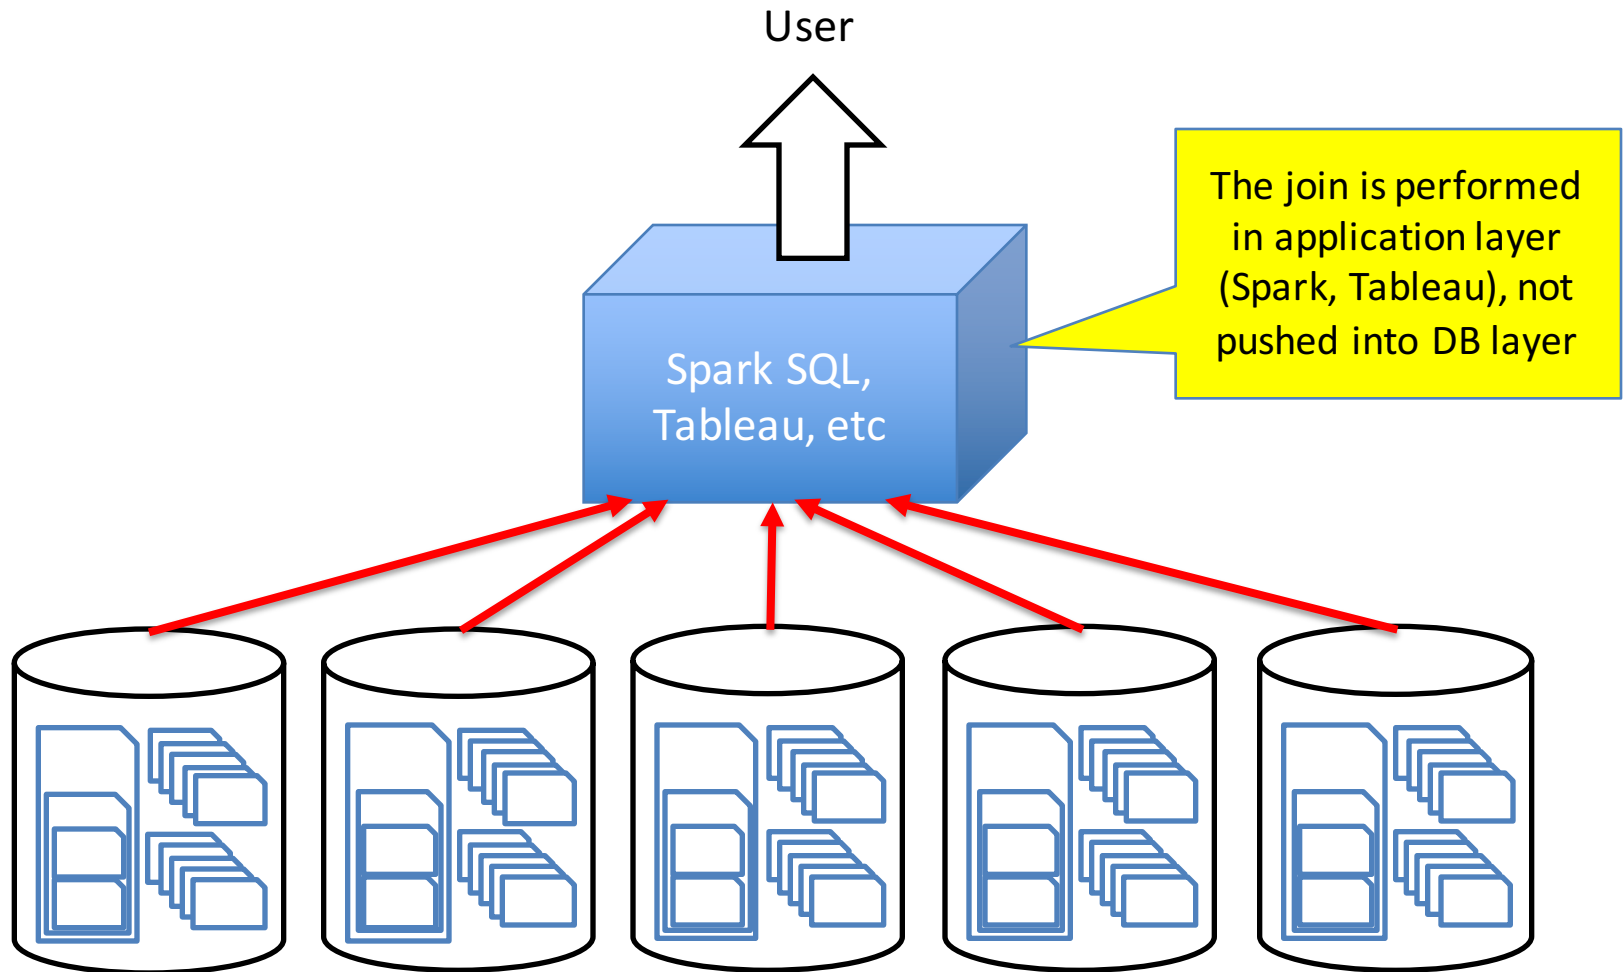 User
The join is performed
in application layer
(Spark, Tableau), not
pushed into DB layer
Spark SQL,
Tableau, etc